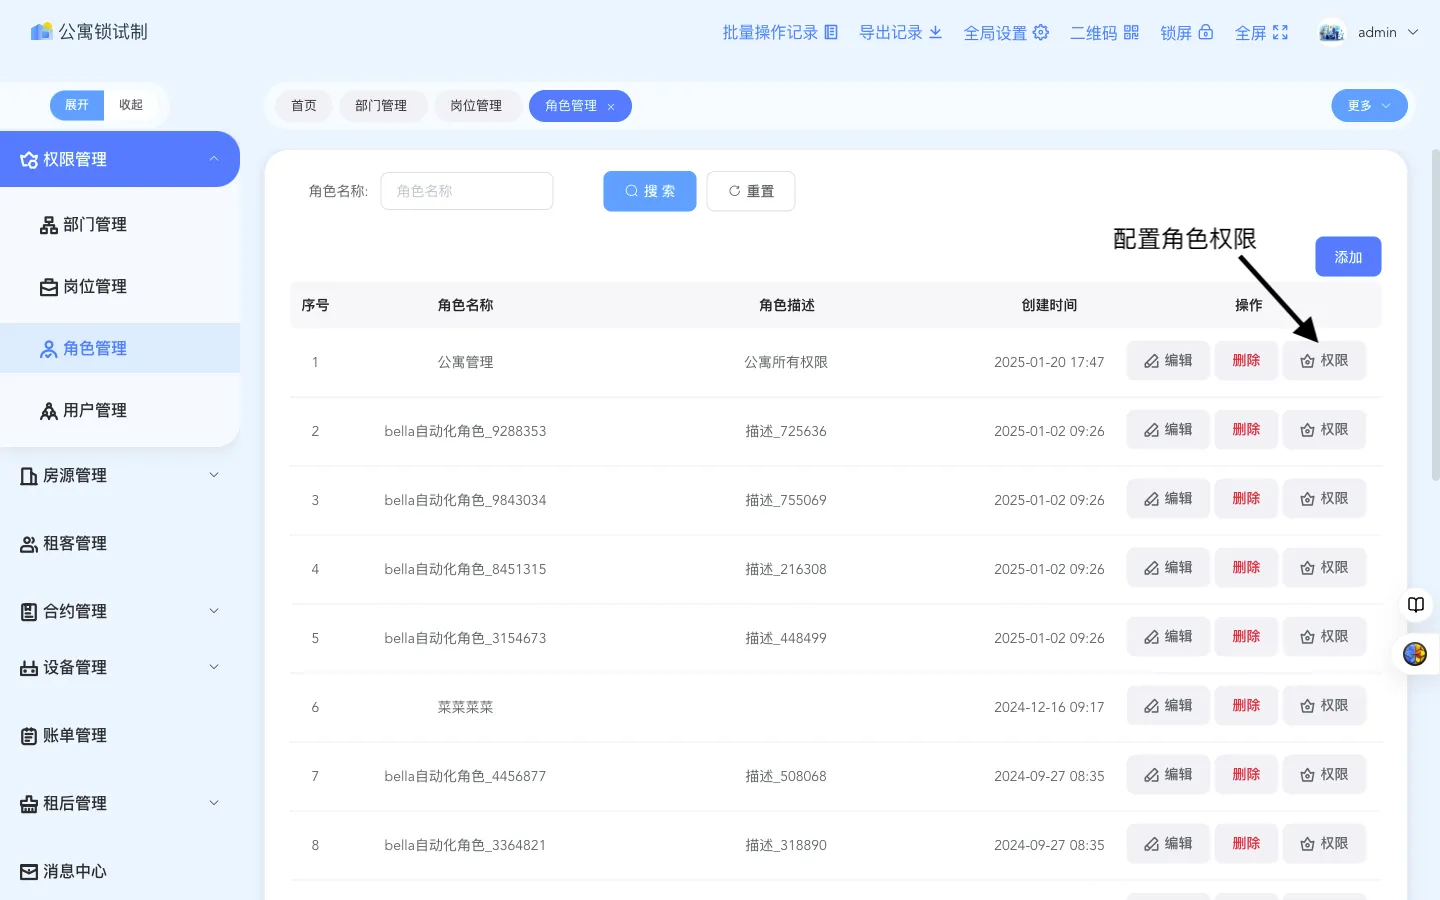 公寓锁试制
批量操作记录 导出记录 全局设置 二维码 锁屏 全屏 admin
展开 收起
首页 部门管理 岗位管理 角色管理 × 更多
权限管理
部门管理
岗位管理
角色管理
用户管理
房源管理
租客管理
合约管理
设备管理
账单管理
租后管理
消息中心
角色名称: 角色名称 搜索 重置
配置角色权限
添加
序号 角色名称 角色描述 创建时间 操作
1 公寓管理 公寓所有权限 2025-01-20 17:47 编辑 删除 权限
2 bella自动化角色_9288353 描述_725636 2025-01-02 09:26 编辑 删除 权限
3 bella自动化角色_9843034 描述_755069 2025-01-02 09:26 编辑 删除 权限
4 bella自动化角色_8451315 描述_216308 2025-01-02 09:26 编辑 删除 权限
5 bella自动化角色_3154673 描述_448499 2025-01-02 09:26 编辑 删除 权限
6 菜菜菜菜 2024-12-16 09:17 编辑 删除 权限
7 bella自动化角色_4456877 描述_508068 2024-09-27 08:35 编辑 删除 权限
8 bella自动化角色_3364821 描述_318890 2024-09-27 08:35 编辑 删除 权限